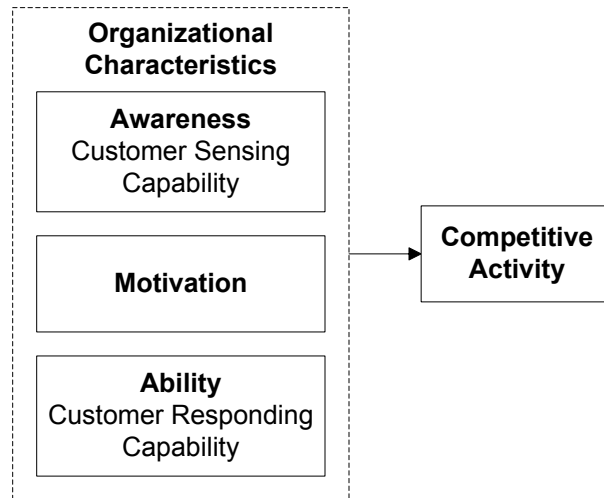 Organizational
Characteristics
Awareness
Customer Sensing
Capability
Motivation
Ability
Customer Responding
Capability
Competitive
Activity